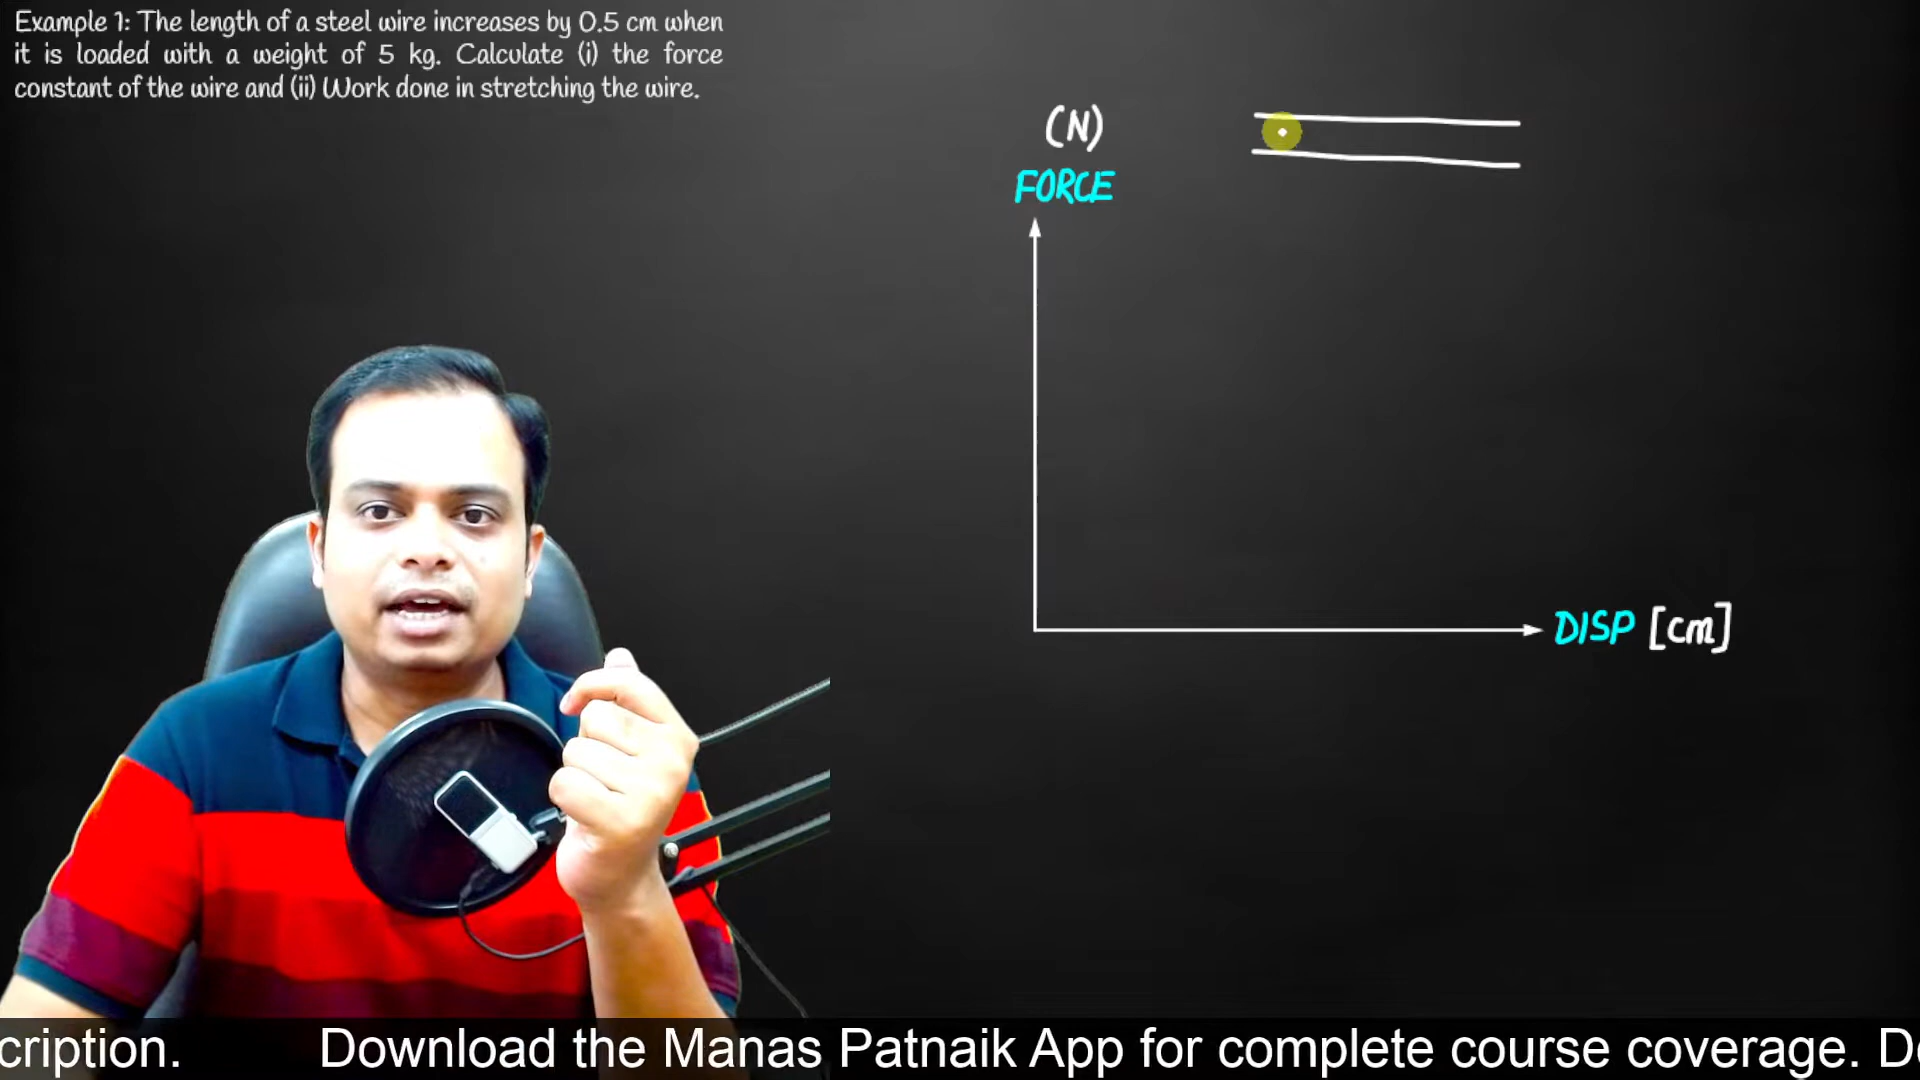 Example 1: The length of a steel wire increases by 0.5 cm when
it is loaded with a weight of 5 kg. Calculate (i) the force
constant of the wire and (ii) Work done in stretching the wire.
(N)
FORCE
DISP [cm]
cription. Download the Manas Patnaik App for complete course coverage. D